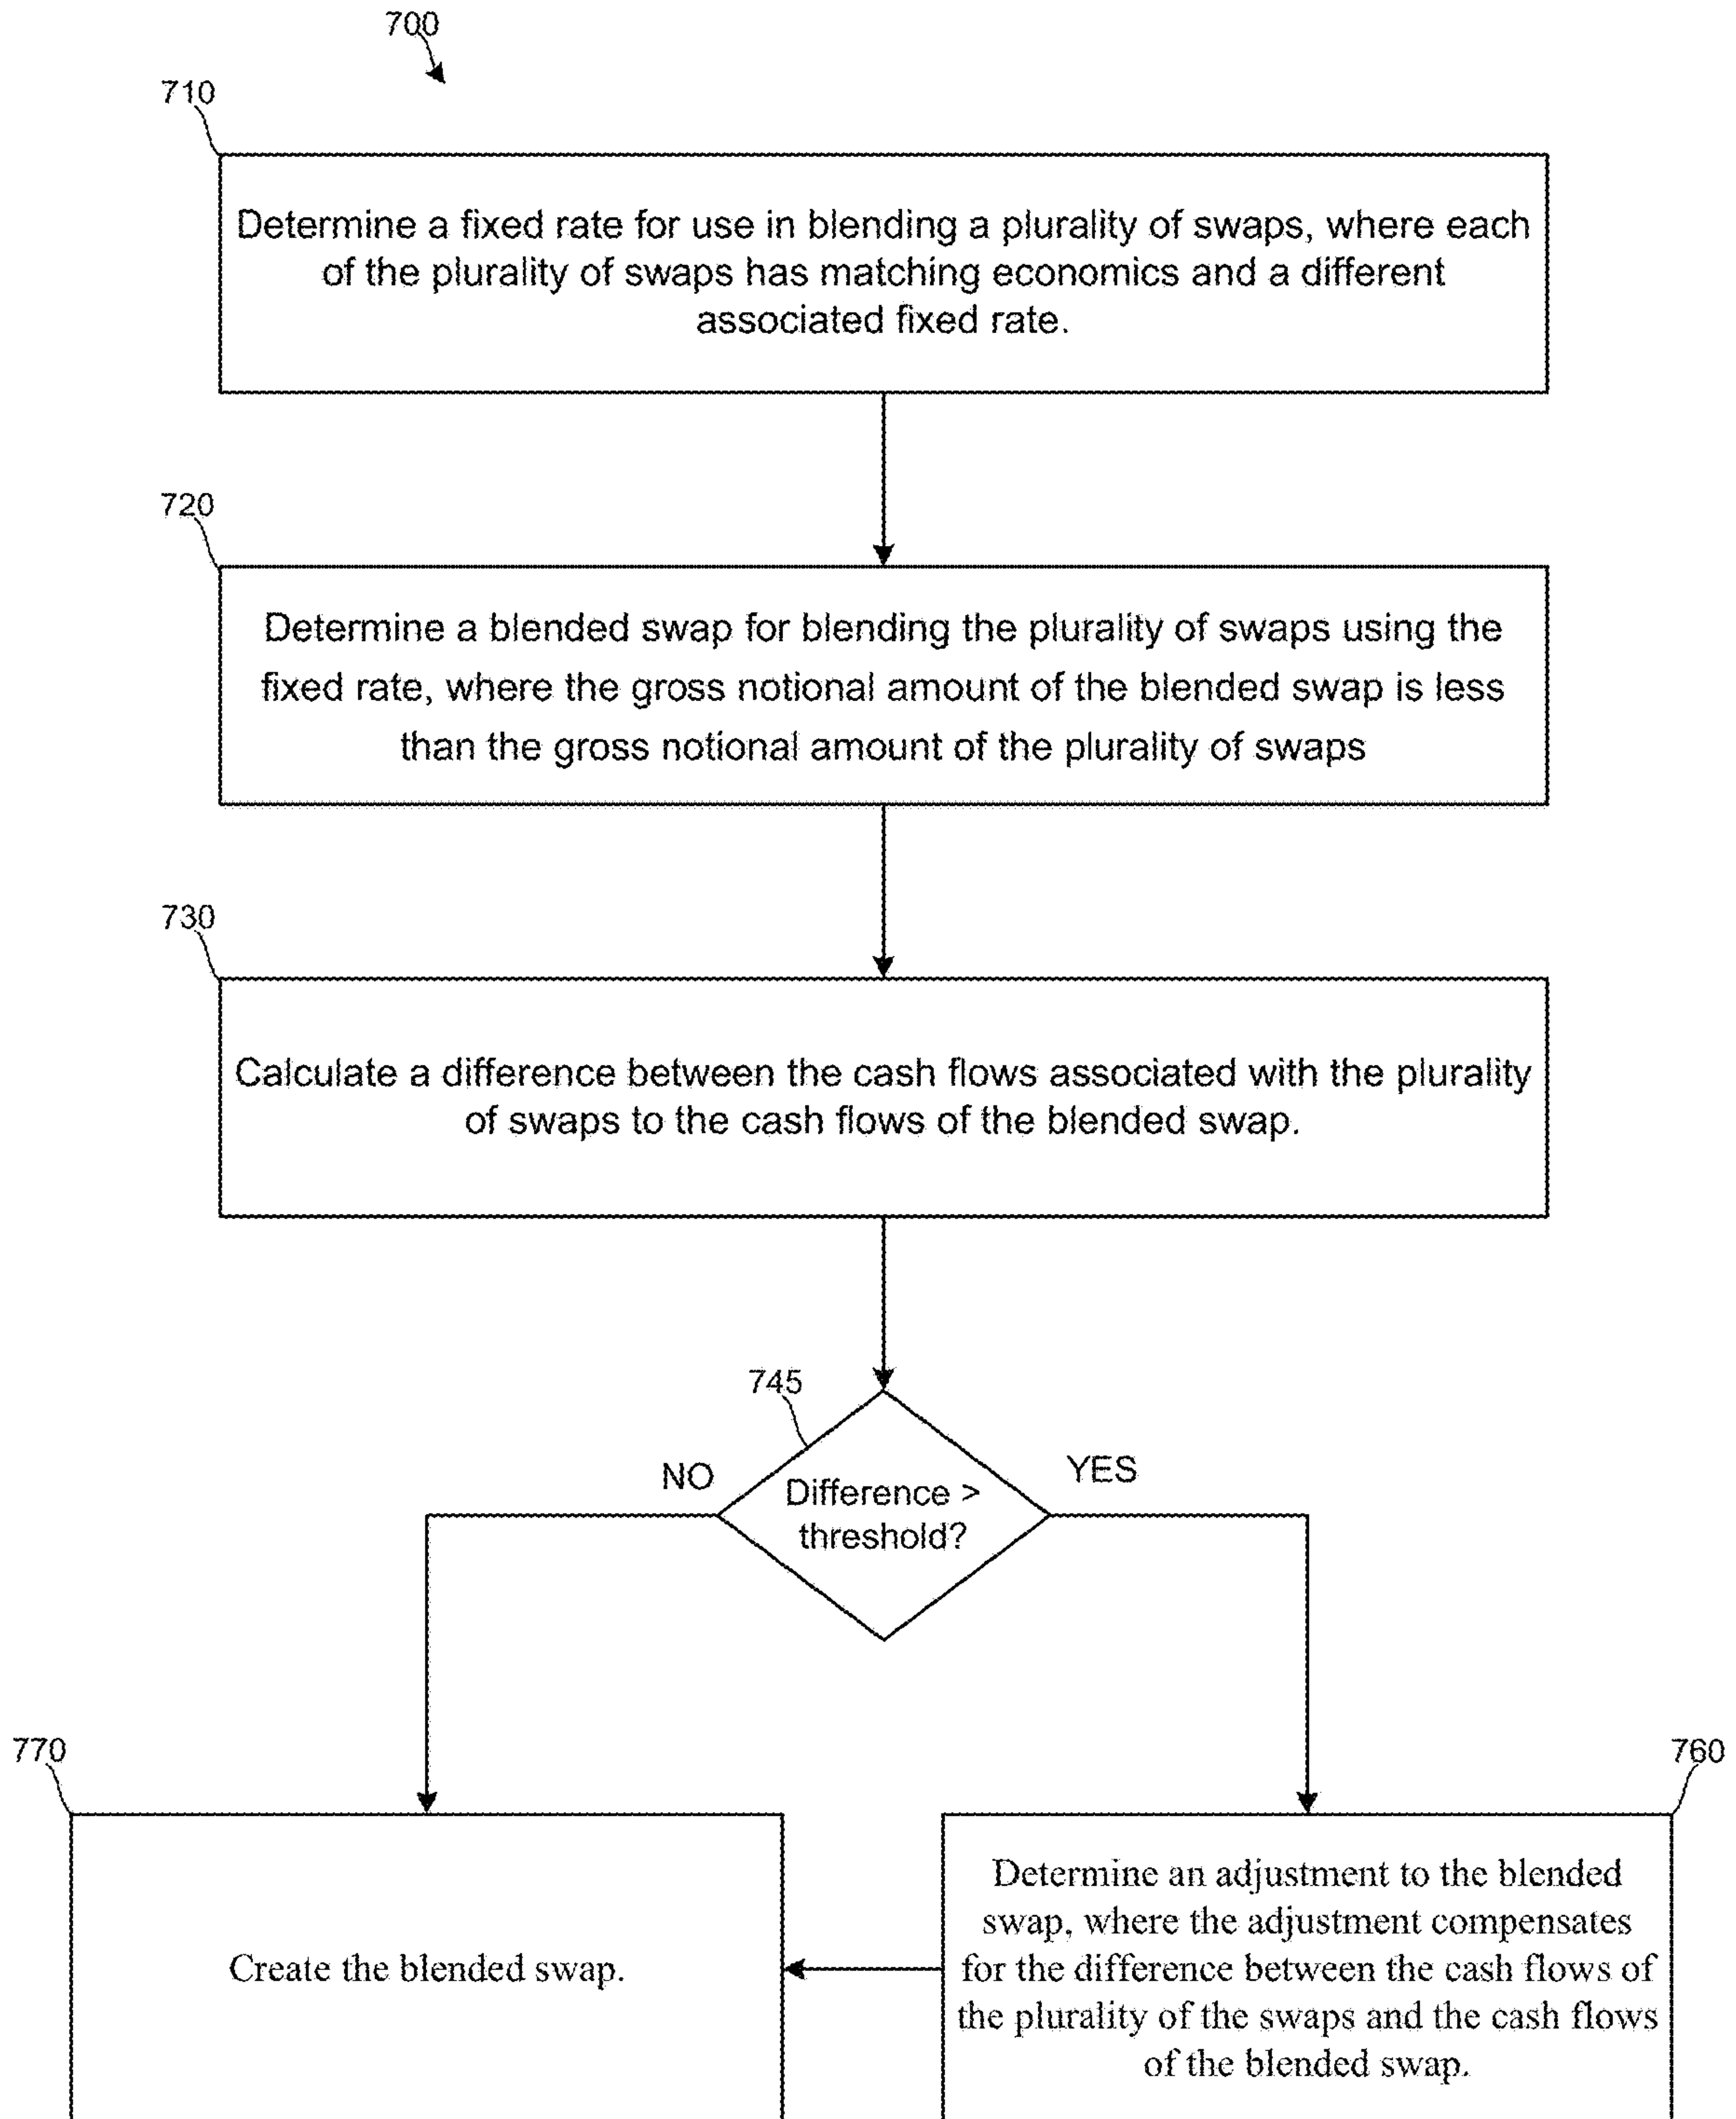 700
710
Determine a fixed rate for use in blending a plurality of swaps, where each
of the plurality of swaps has matching economics and a different
associated fixed rate.
720
Determine a blended swap for blending the plurality of swaps using the
fixed rate, where the gross notional amount of the blended swap is less
than the gross notional amount of the plurality of swaps
730
Calculate a difference between the cash flows associated with the plurality
of swaps to the cash flows of the blended swap.
745
NO
YES
Difference >
threshold?
770
760
Create the blended swap.
Determine an adjustment to the blended
swap, where the adjustment compensates
for the difference between the cash flows of
the plurality of the swaps and the cash flows
of the blended swap.